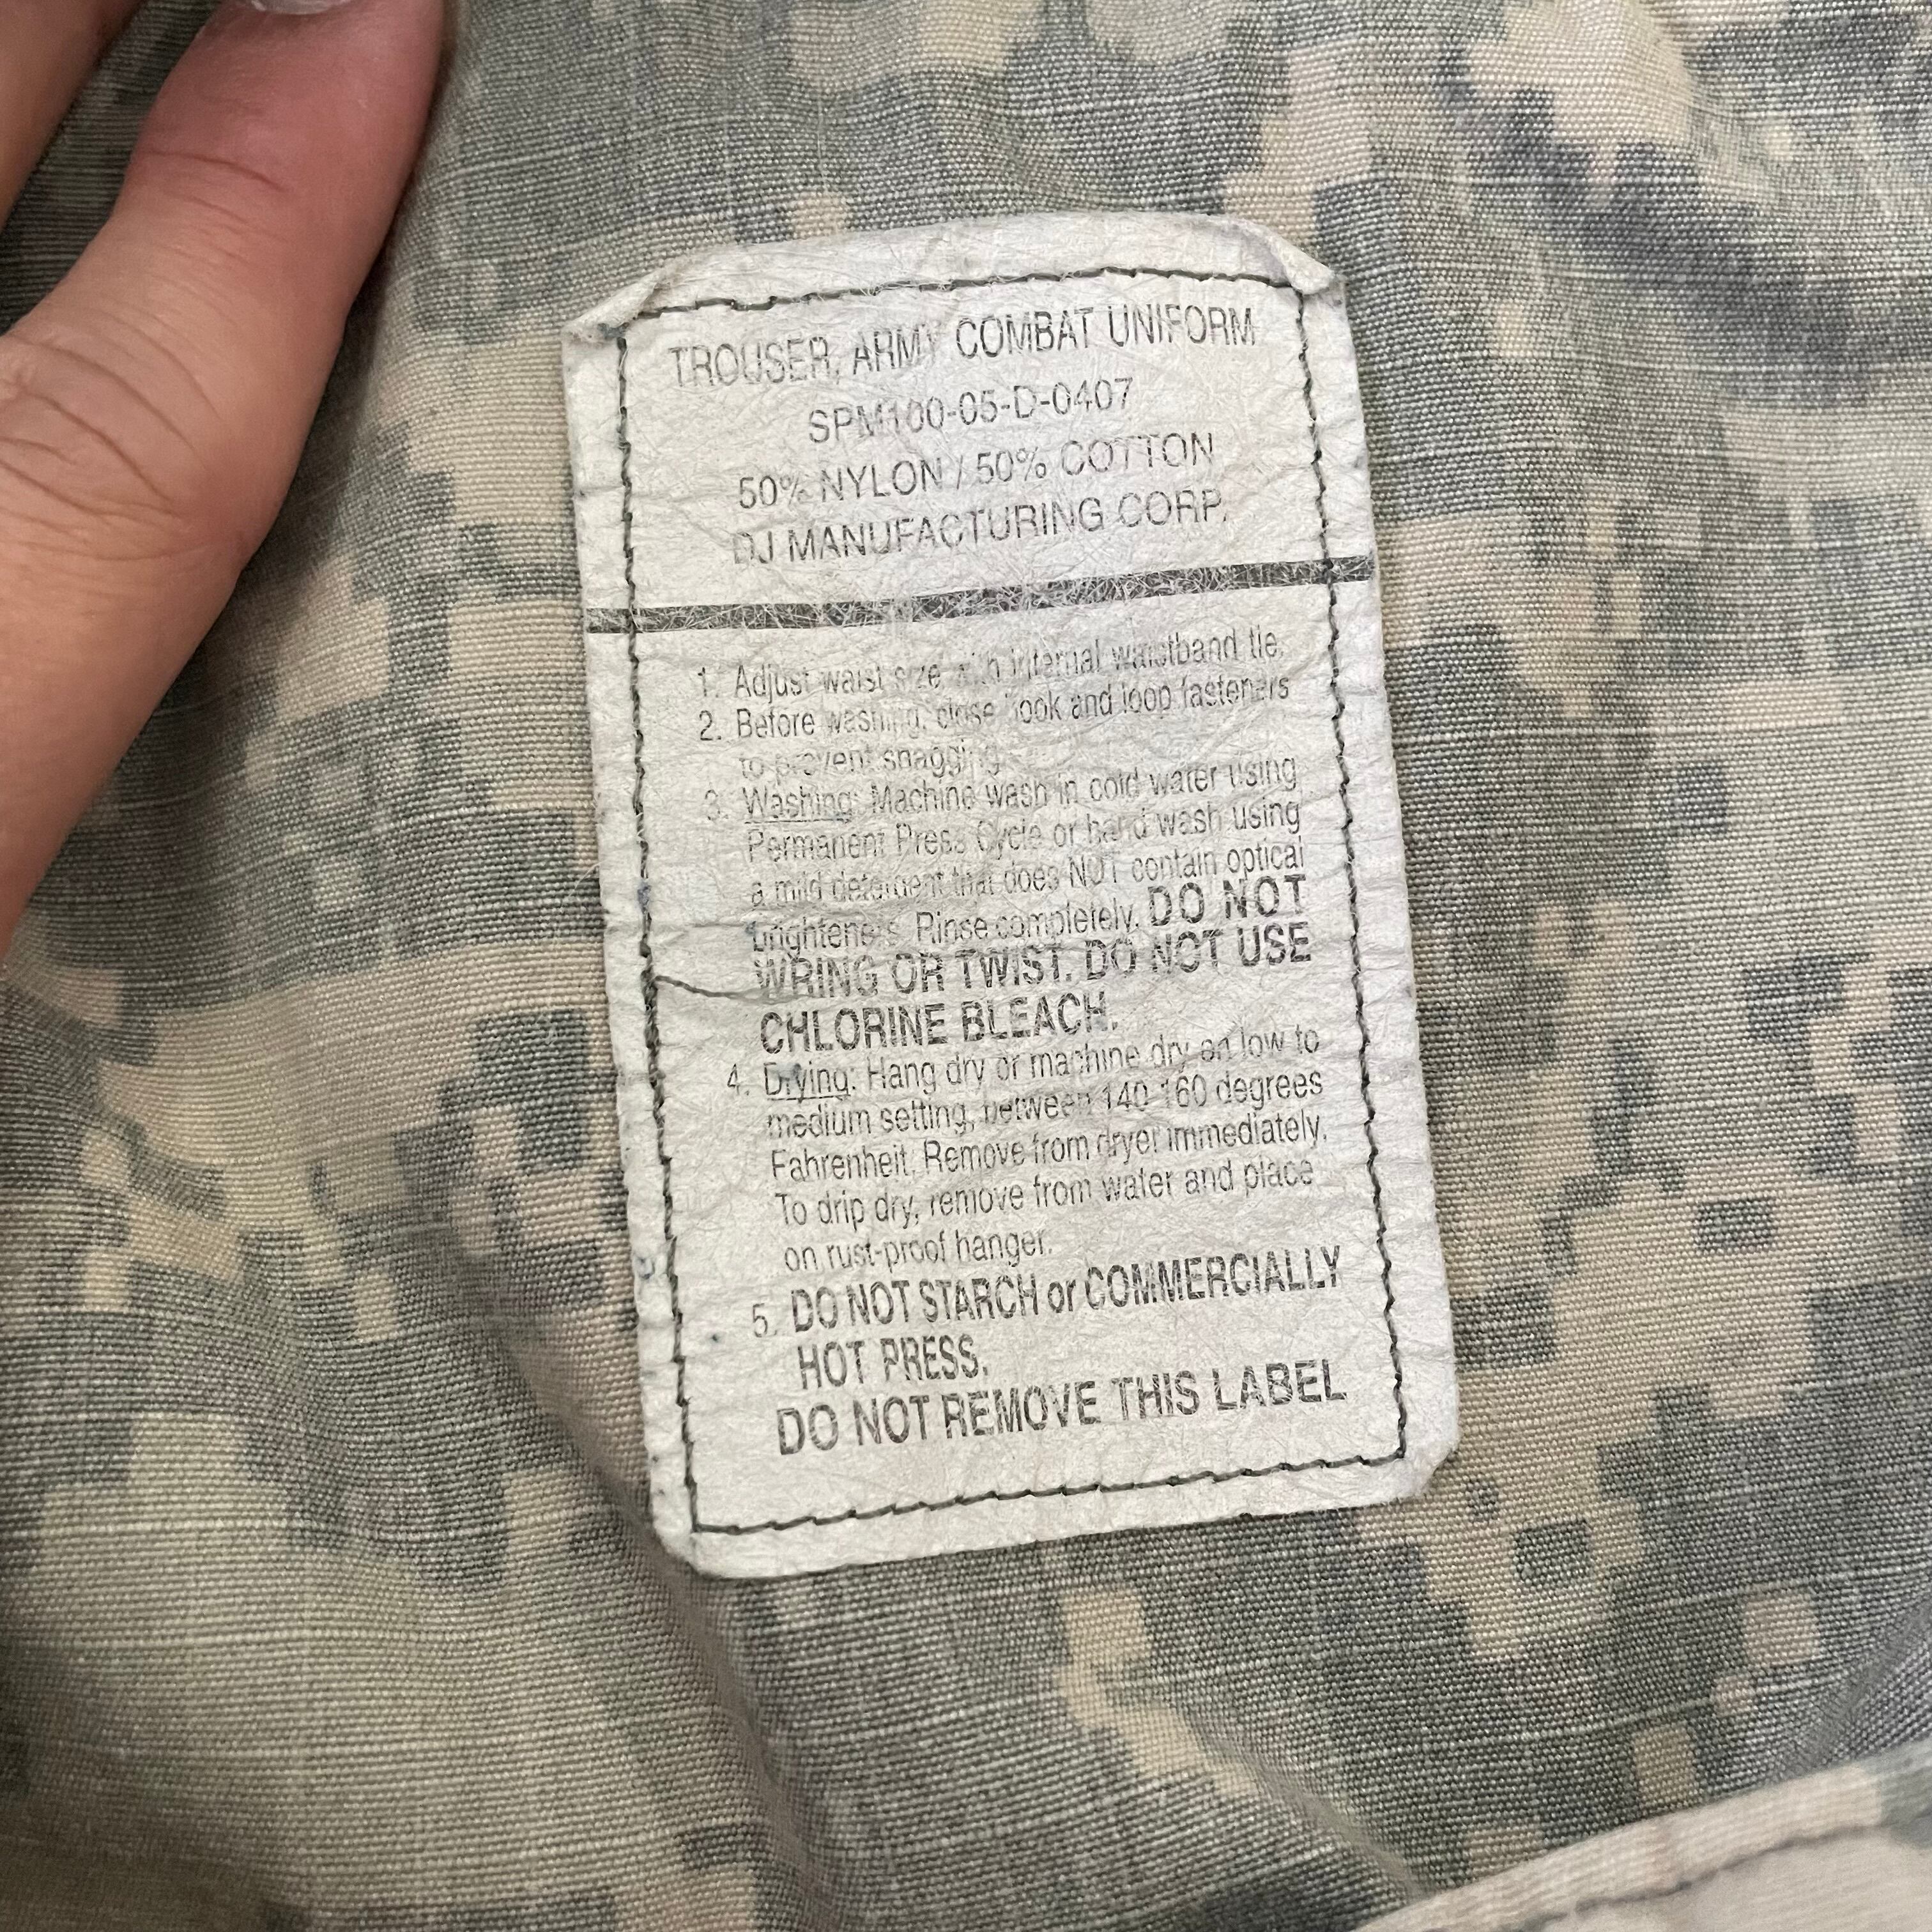 TROUSER, ARMY COMBAT UNIFORM
SPM100-05-D-0407
50% NYLON / 50% COTTON
DJ MANUFACTURING CORP.
1. Adjust waist size with internal waistband tie.
2. Before washing, close hook and loop fasteners
to prevent snagging
3. Washing: Machine wash in cold water using
Permanent Press Cycle or hand wash using
a mild detergent that does NOT contain optical
brighteners. Rinse completely. DO NOT
WRING OR TWIST. DO NOT USE
CHLORINE BLEACH.
4. Drying: Hang dry or machine dry on low to
medium setting, between 140-160 degrees
Fahrenheit. Remove from dryer immediately.
To drip dry, remove from water and place
on rust-proof hanger.
5. DO NOT STARCH or COMMERCIALLY
HOT PRESS.
DO NOT REMOVE THIS LABEL